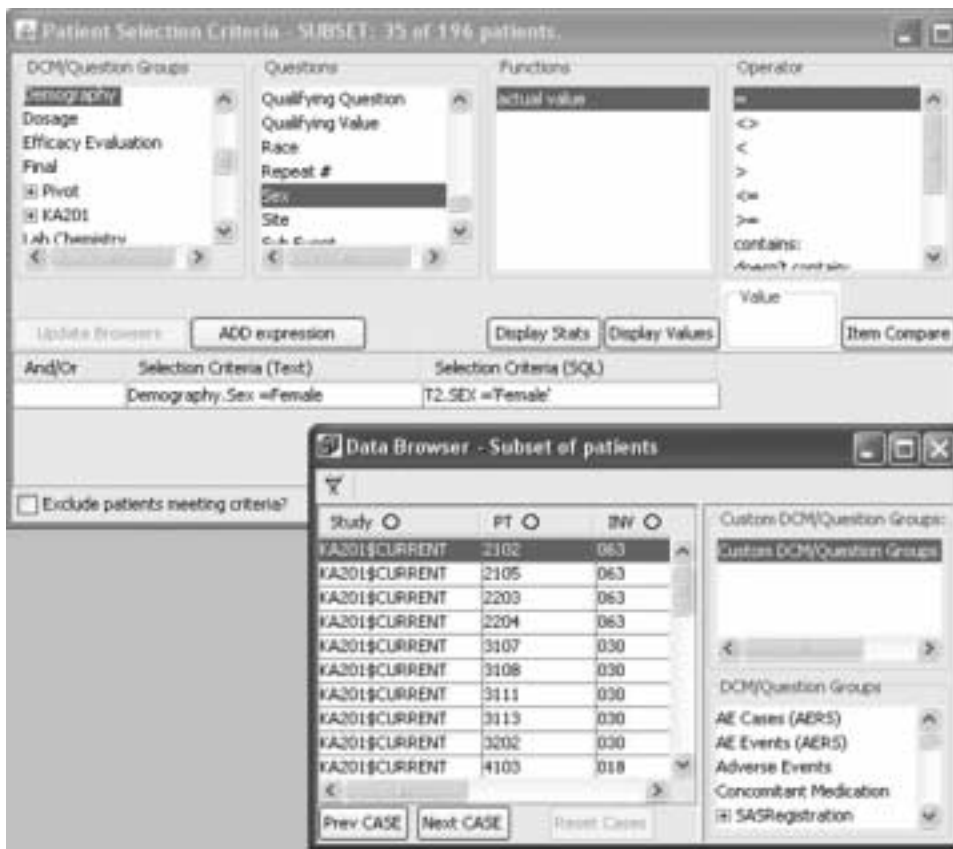 Patient Selection Criteria - SUBSET: 35 of 196 patients.
DCM/Question Groups
Demography
Dosage
Efficacy Evaluation
Final
Pivot
KA201
Lab Chemistry
Questions
Qualifying Question
Qualifying Value
Race
Repeat #
Sex
Site
Sub Event
Functions
actual value
Operator
=
<>
<
>
<=
>=
contains:
doesn't contain:
Value
Update Browsers
ADD expression
Display Stats
Display Values
Item Compare
And/Or Selection Criteria (Text) Selection Criteria (SQL)
Demography.Sex =Female T2.SEX ='Female'
Exclude patients meeting criteria?
Data Browser - Subset of patients
Study PT INV
KA201$CURRENT 2102 063
KA201$CURRENT 2105 063
KA201$CURRENT 2203 063
KA201$CURRENT 2204 063
KA201$CURRENT 3107 030
KA201$CURRENT 3108 030
KA201$CURRENT 3111 030
KA201$CURRENT 3113 030
KA201$CURRENT 3202 030
KA201$CURRENT 4103 018
Prev CASE
Next CASE
Reset Cases
Custom DCM/Question Groups:
Custom DCM/Question Groups
DCM/Question Groups
AE Cases (AERS)
AE Events (AERS)
Adverse Events
Concomitant Medication
SASRegistration